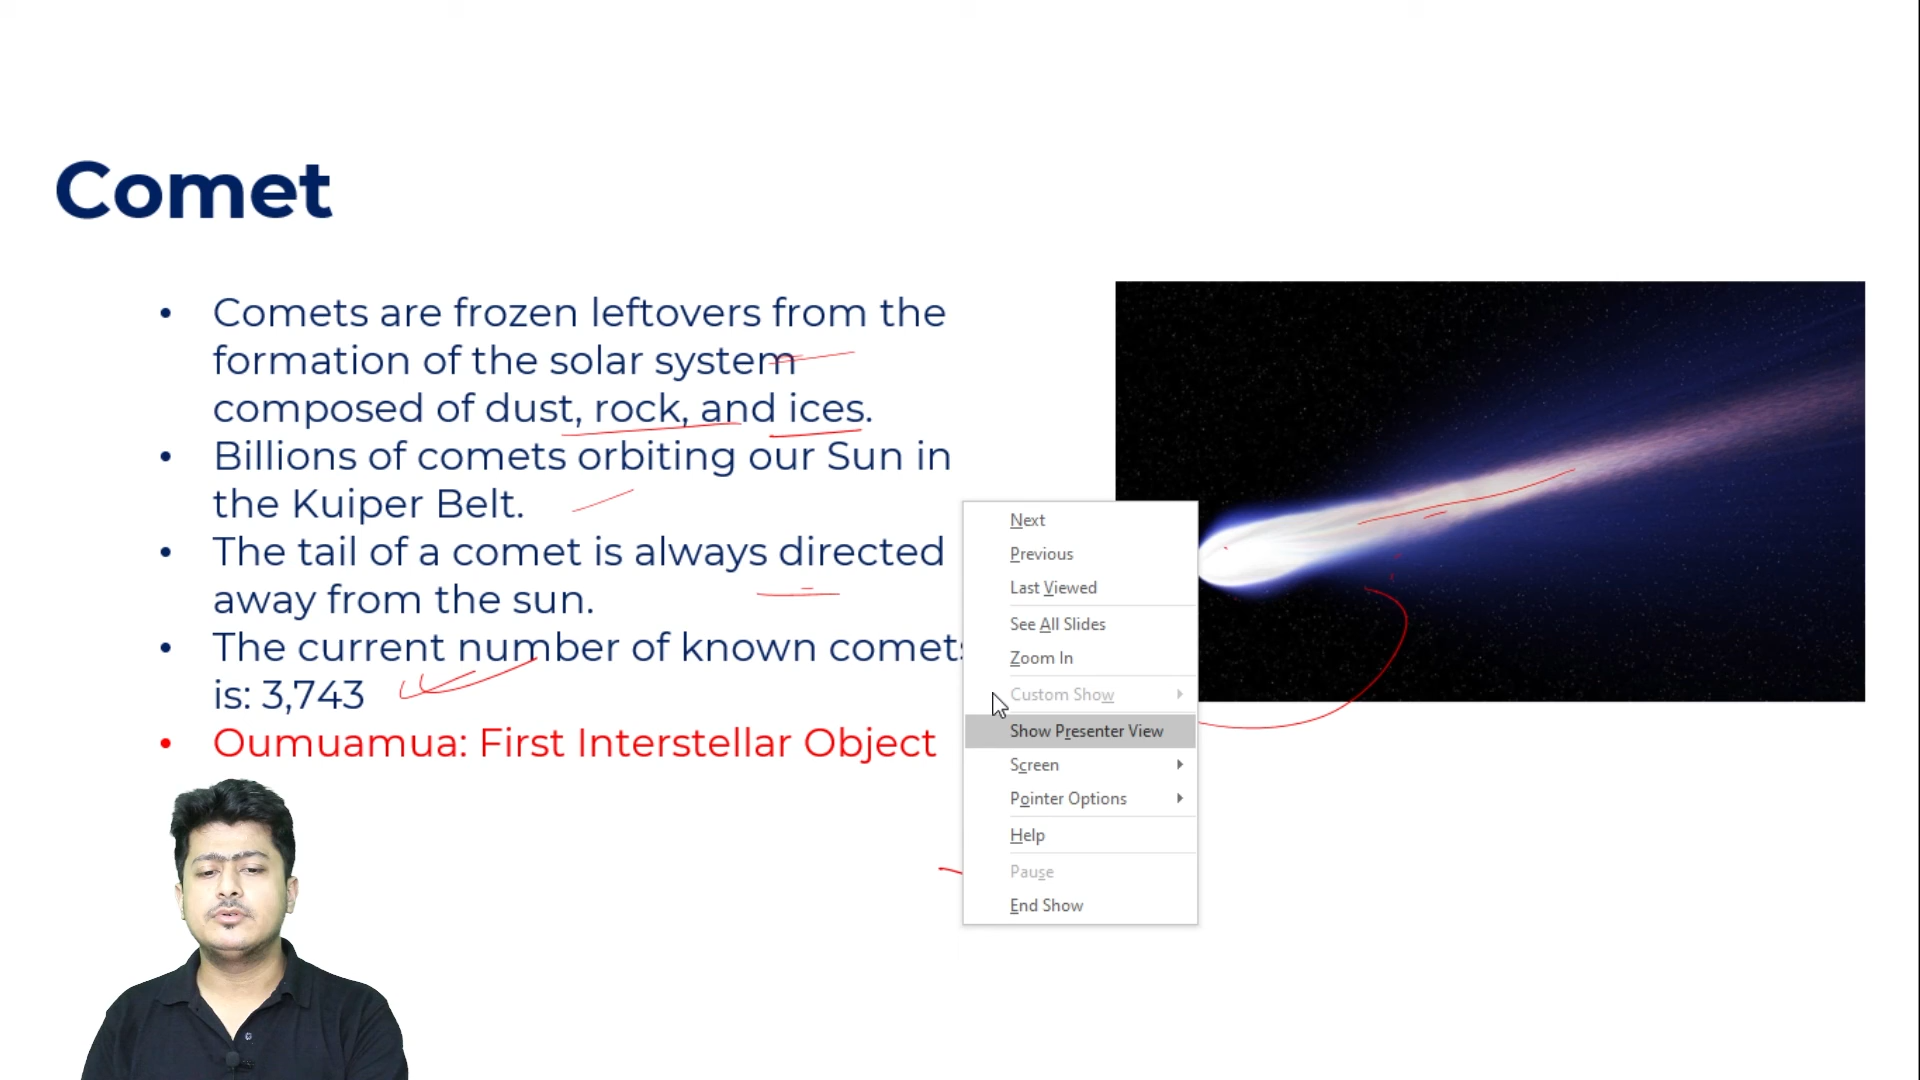 Comet
• Comets are frozen leftovers from the
formation of the solar system
composed of dust, rock, and ices.
• Billions of comets orbiting our Sun in
the Kuiper Belt.
• The tail of a comet is always directed
away from the sun.
• The current number of known comets
is: 3,743
• Oumuamua: First Interstellar Object
Next
Previous
Last Viewed
See All Slides
Zoom In
Custom Show
Show Presenter View
Screen
Pointer Options
Help
Pause
End Show